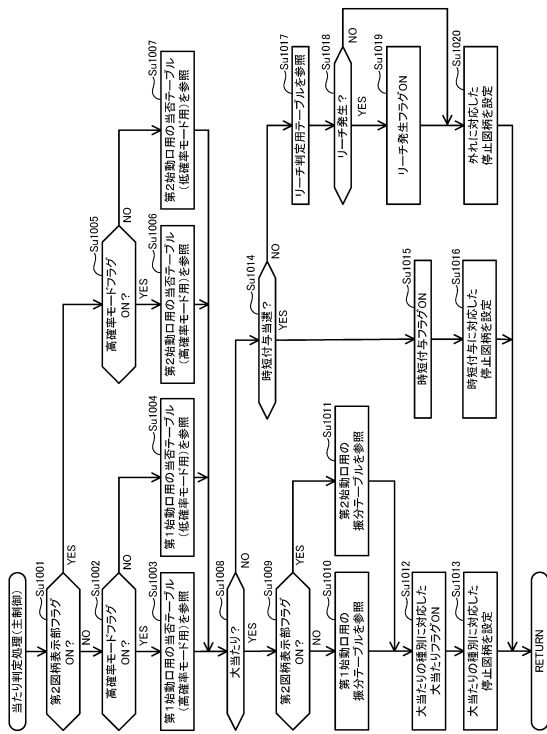 当たり判定処理(主制御)
Su1001
第2図柄表示部フラグ
ON?
YES
NO
Su1002
高確率モードフラグ
ON?
NO
YES
Su1003
第1始動口用の当否テーブル
(高確率モード用)を参照
Su1004
第1始動口用の当否テーブル
(低確率モード用)を参照
Su1005
高確率モードフラグ
ON?
NO
YES
Su1006
第2始動口用の当否テーブル
(高確率モード用)を参照
Su1007
第2始動口用の当否テーブル
(低確率モード用)を参照
Su1008
大当たり?
NO
YES
Su1009
第2図柄表示部フラグ
ON?
YES
NO
Su1010
第1始動口用の
振分テーブルを参照
Su1011
第2始動口用の
振分テーブルを参照
Su1012
大当たりの種別に対応した
大当たりフラグON
Su1013
大当たりの種別に対応した
停止図柄を設定
Su1014
時短付与当選?
NO
YES
Su1015
時短付与フラグON
Su1016
時短付与に対応した
停止図柄を設定
Su1017
リーチ判定用テーブルを参照
Su1018
リーチ発生?
NO
YES
Su1019
リーチ発生フラグON
Su1020
外れに対応した
停止図柄を設定
RETURN